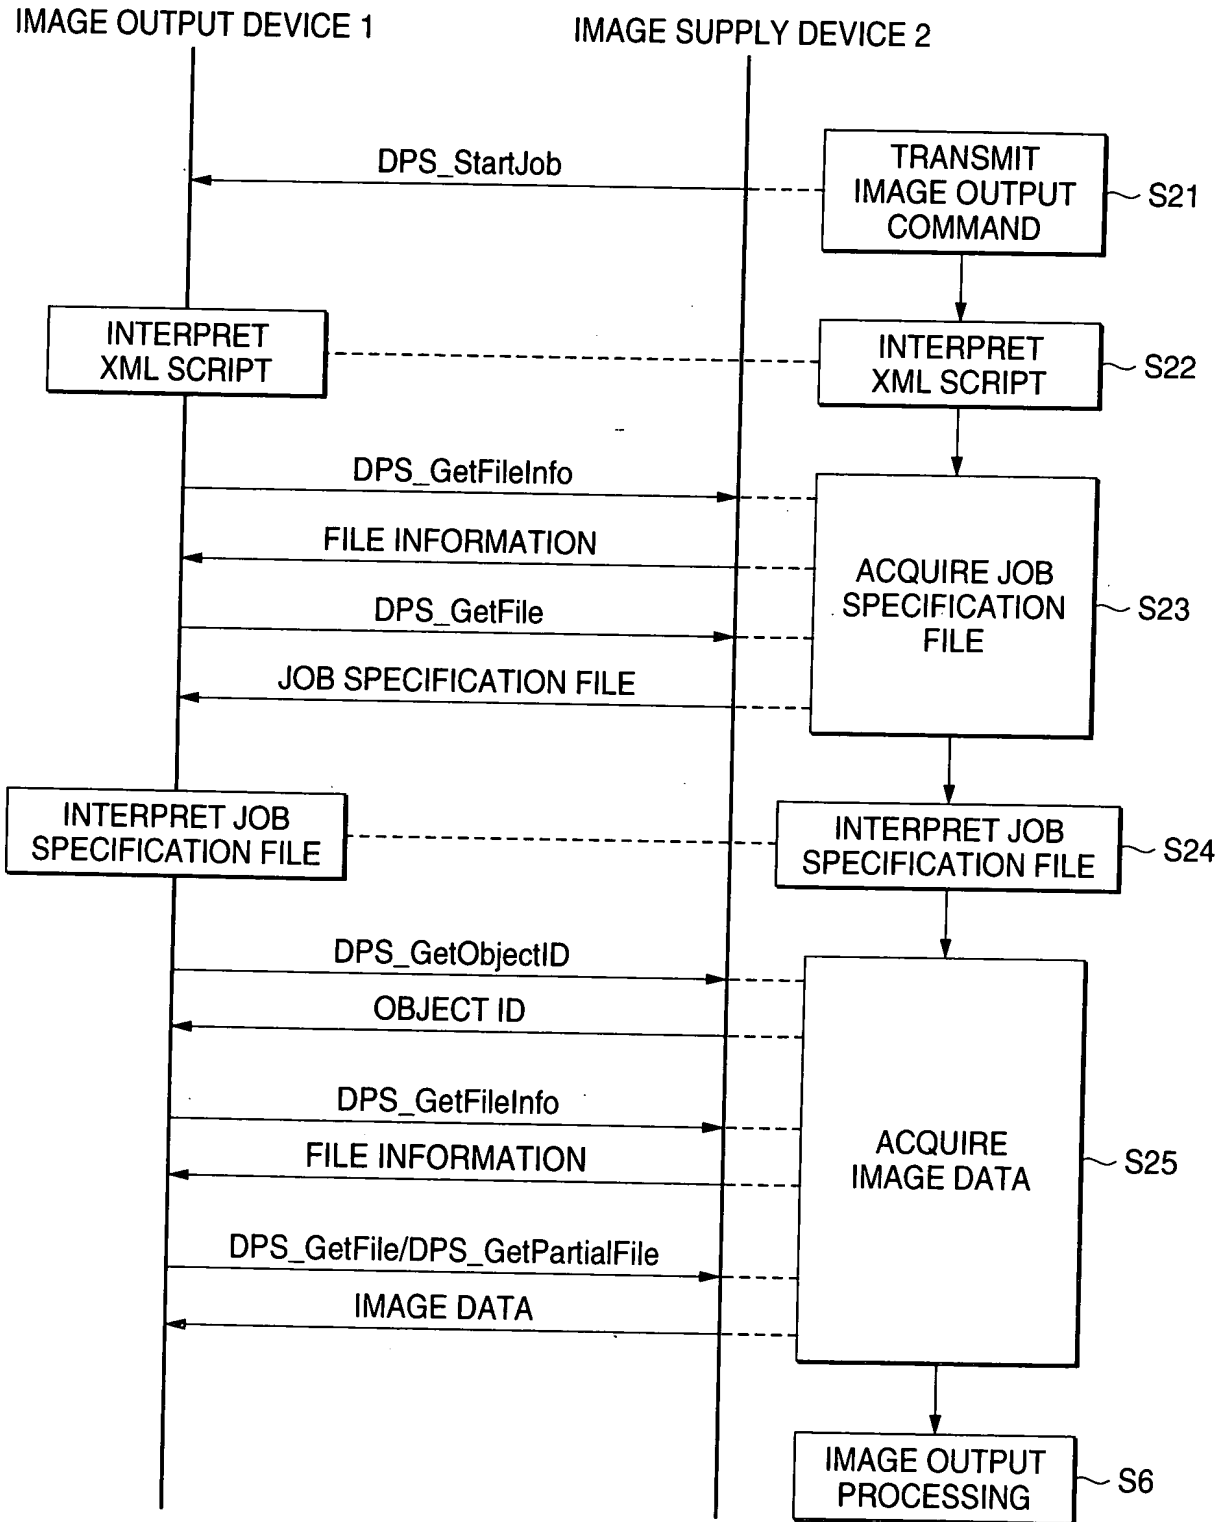 IMAGE OUTPUT DEVICE 1
IMAGE SUPPLY DEVICE 2
DPS_StartJob
TRANSMIT
IMAGE OUTPUT
COMMAND
S21
INTERPRET
XML SCRIPT
INTERPRET
XML SCRIPT
S22
DPS_GetFileInfo
FILE INFORMATION
DPS_GetFile
JOB SPECIFICATION FILE
ACQUIRE JOB
SPECIFICATION
FILE
S23
INTERPRET JOB
SPECIFICATION FILE
INTERPRET JOB
SPECIFICATION FILE
S24
DPS_GetObjectID
OBJECT ID
DPS_GetFileInfo
FILE INFORMATION
DPS_GetFile/DPS_GetPartialFile
IMAGE DATA
ACQUIRE
IMAGE DATA
S25
IMAGE OUTPUT
PROCESSING
S6